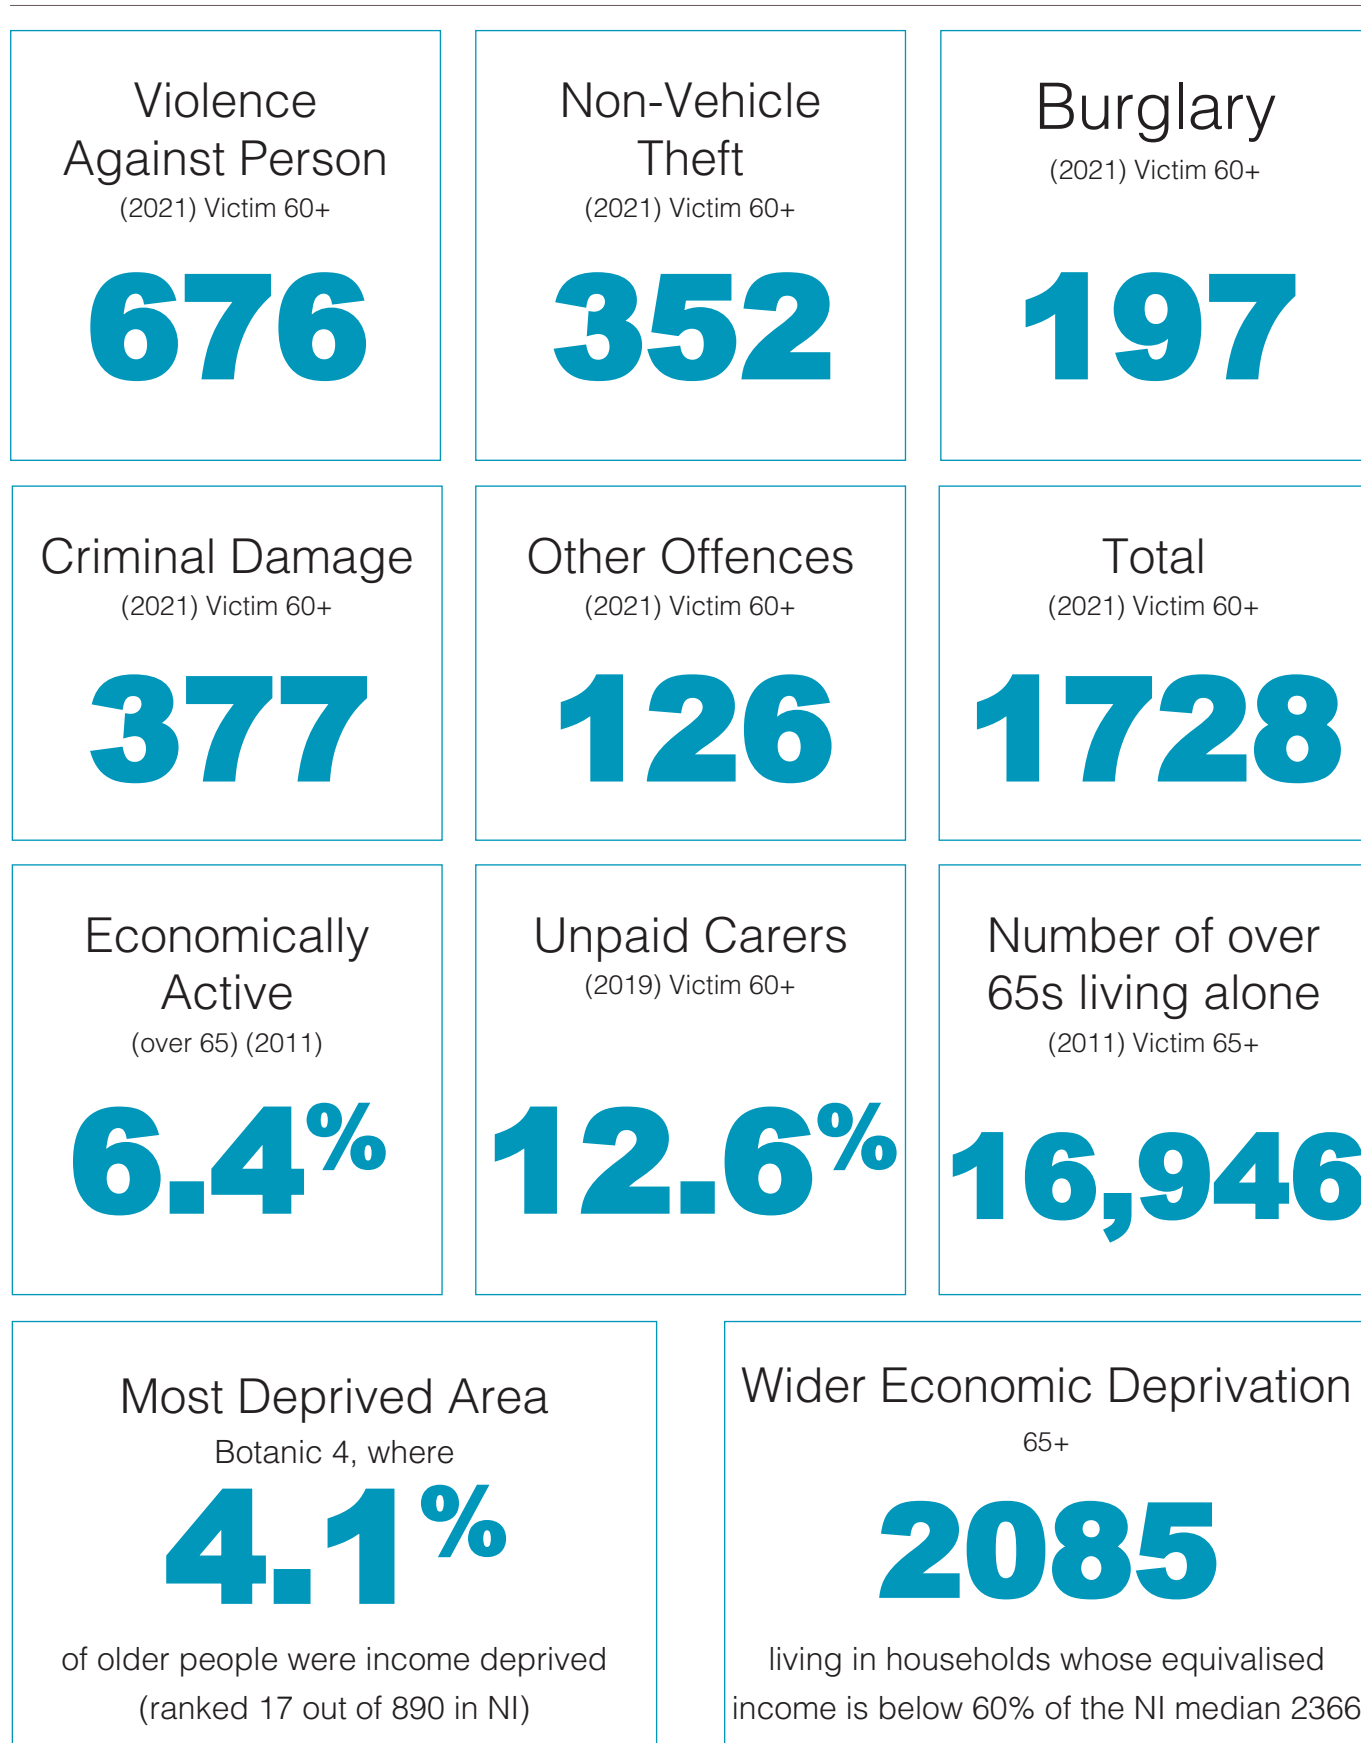 Violence
Against Person
(2021) Victim 60+
676
Non-Vehicle
Theft
(2021) Victim 60+
352
Burglary
(2021) Victim 60+
197
Criminal Damage
(2021) Victim 60+
377
Other Offences
(2021) Victim 60+
126
Total
(2021) Victim 60+
1728
Economically
Active
(over 65) (2011)
6.4%
Unpaid Carers
(2019) Victim 60+
12.6%
Number of over
65s living alone
(2011) Victim 65+
16,946
Most Deprived Area
Botanic 4, where
4.1%
of older people were income deprived
(ranked 17 out of 890 in NI)
Wider Economic Deprivation
65+
2085
living in households whose equivalised
income is below 60% of the NI median 2366